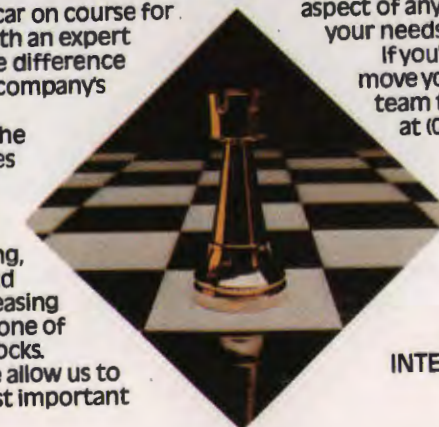 car on course for
th an expert
e difference
company's
he
es
ng,
d
easing
one of
ocks.
e allow us to
st important
aspect of any
your needs
If you
move yo
team t
at (0
INTE